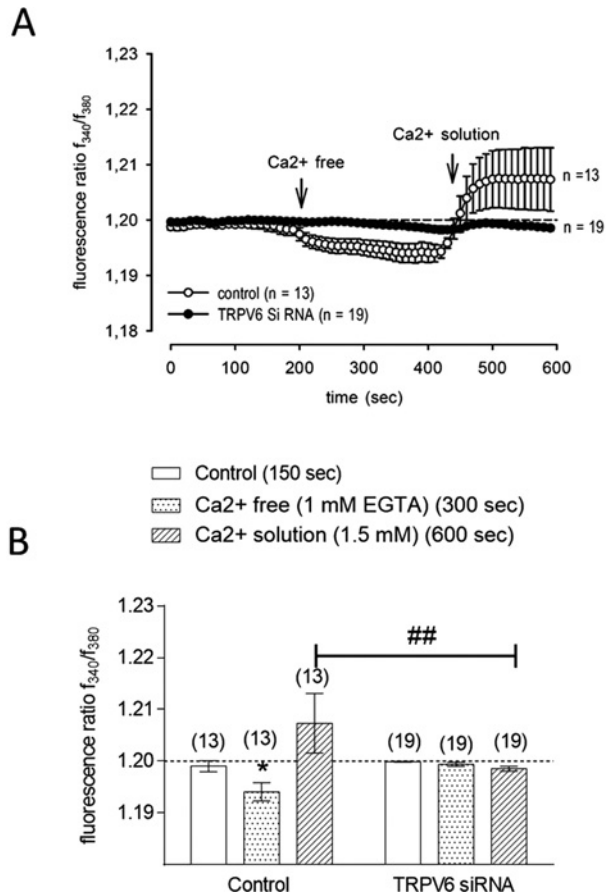 A
fluorescence ratio f340/f380
1,23
1,22
1,21
1,20
1,19
1,18
Ca2+ free
Ca2+ solution
n =13
n = 19
control (n = 13)
TRPV6 Si RNA (n = 19)
0 100 200 300 400 500 600
time (sec)
Control (150 sec)
Ca2+ free (1 mM EGTA) (300 sec)
Ca2+ solution (1.5 mM) (600 sec)
B
fluorescence ratio f340/f380
1.23
1.22
1.21
1.20
1.19
##
(13)
(13) (13)
*
(19) (19) (19)
Control TRPV6 siRNA